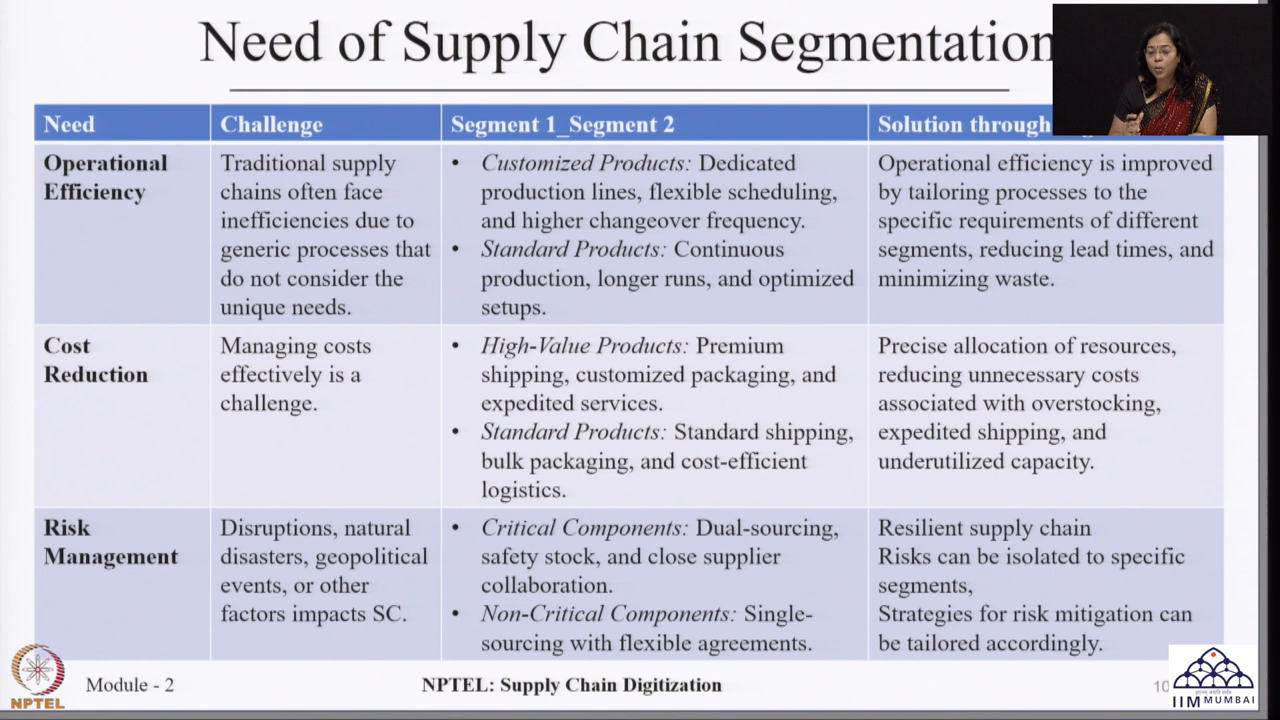 Need of Supply Chain Segmentation
Need
Challenge
Segment 1_Segment 2
Solution through
Operational
Efficiency
Traditional supply
chains often face
inefficiencies due to
generic processes that
do not consider the
unique needs.
• Customized Products: Dedicated
production lines, flexible scheduling,
and higher changeover frequency.
• Standard Products: Continuous
production, longer runs, and optimized
setups.
Operational efficiency is improved
by tailoring processes to the
specific requirements of different
segments, reducing lead times, and
minimizing waste.
Cost
Reduction
Managing costs
effectively is a
challenge.
• High-Value Products: Premium
shipping, customized packaging, and
expedited services.
• Standard Products: Standard shipping,
bulk packaging, and cost-efficient
logistics.
Precise allocation of resources,
reducing unnecessary costs
associated with overstocking,
expedited shipping, and
underutilized capacity.
Risk
Management
Disruptions, natural
disasters, geopolitical
events, or other
factors impacts SC.
• Critical Components: Dual-sourcing,
safety stock, and close supplier
collaboration.
• Non-Critical Components: Single-
sourcing with flexible agreements.
Resilient supply chain
Risks can be isolated to specific
segments,
Strategies for risk mitigation can
be tailored accordingly.
NPTEL
Module - 2
NPTEL: Supply Chain Digitization
10
IIM MUMBAI